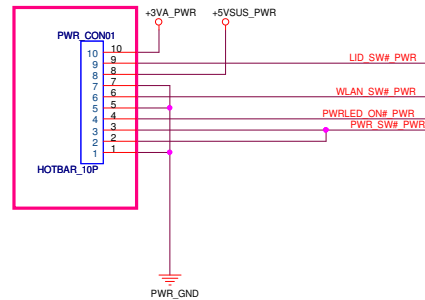 +3VA_PWR
+5VSUS_PWR
PWR_CON01
10 10
9 9 LID_SW#_PWR
8 8
7 7
6 6 WLAN_SW#_PWR
5 5
4 4 PWRLED_ON#_PWR
3 3 PWR_SW#_PWR
2 2
1 1
HOTBAR_10P
PWR_GND